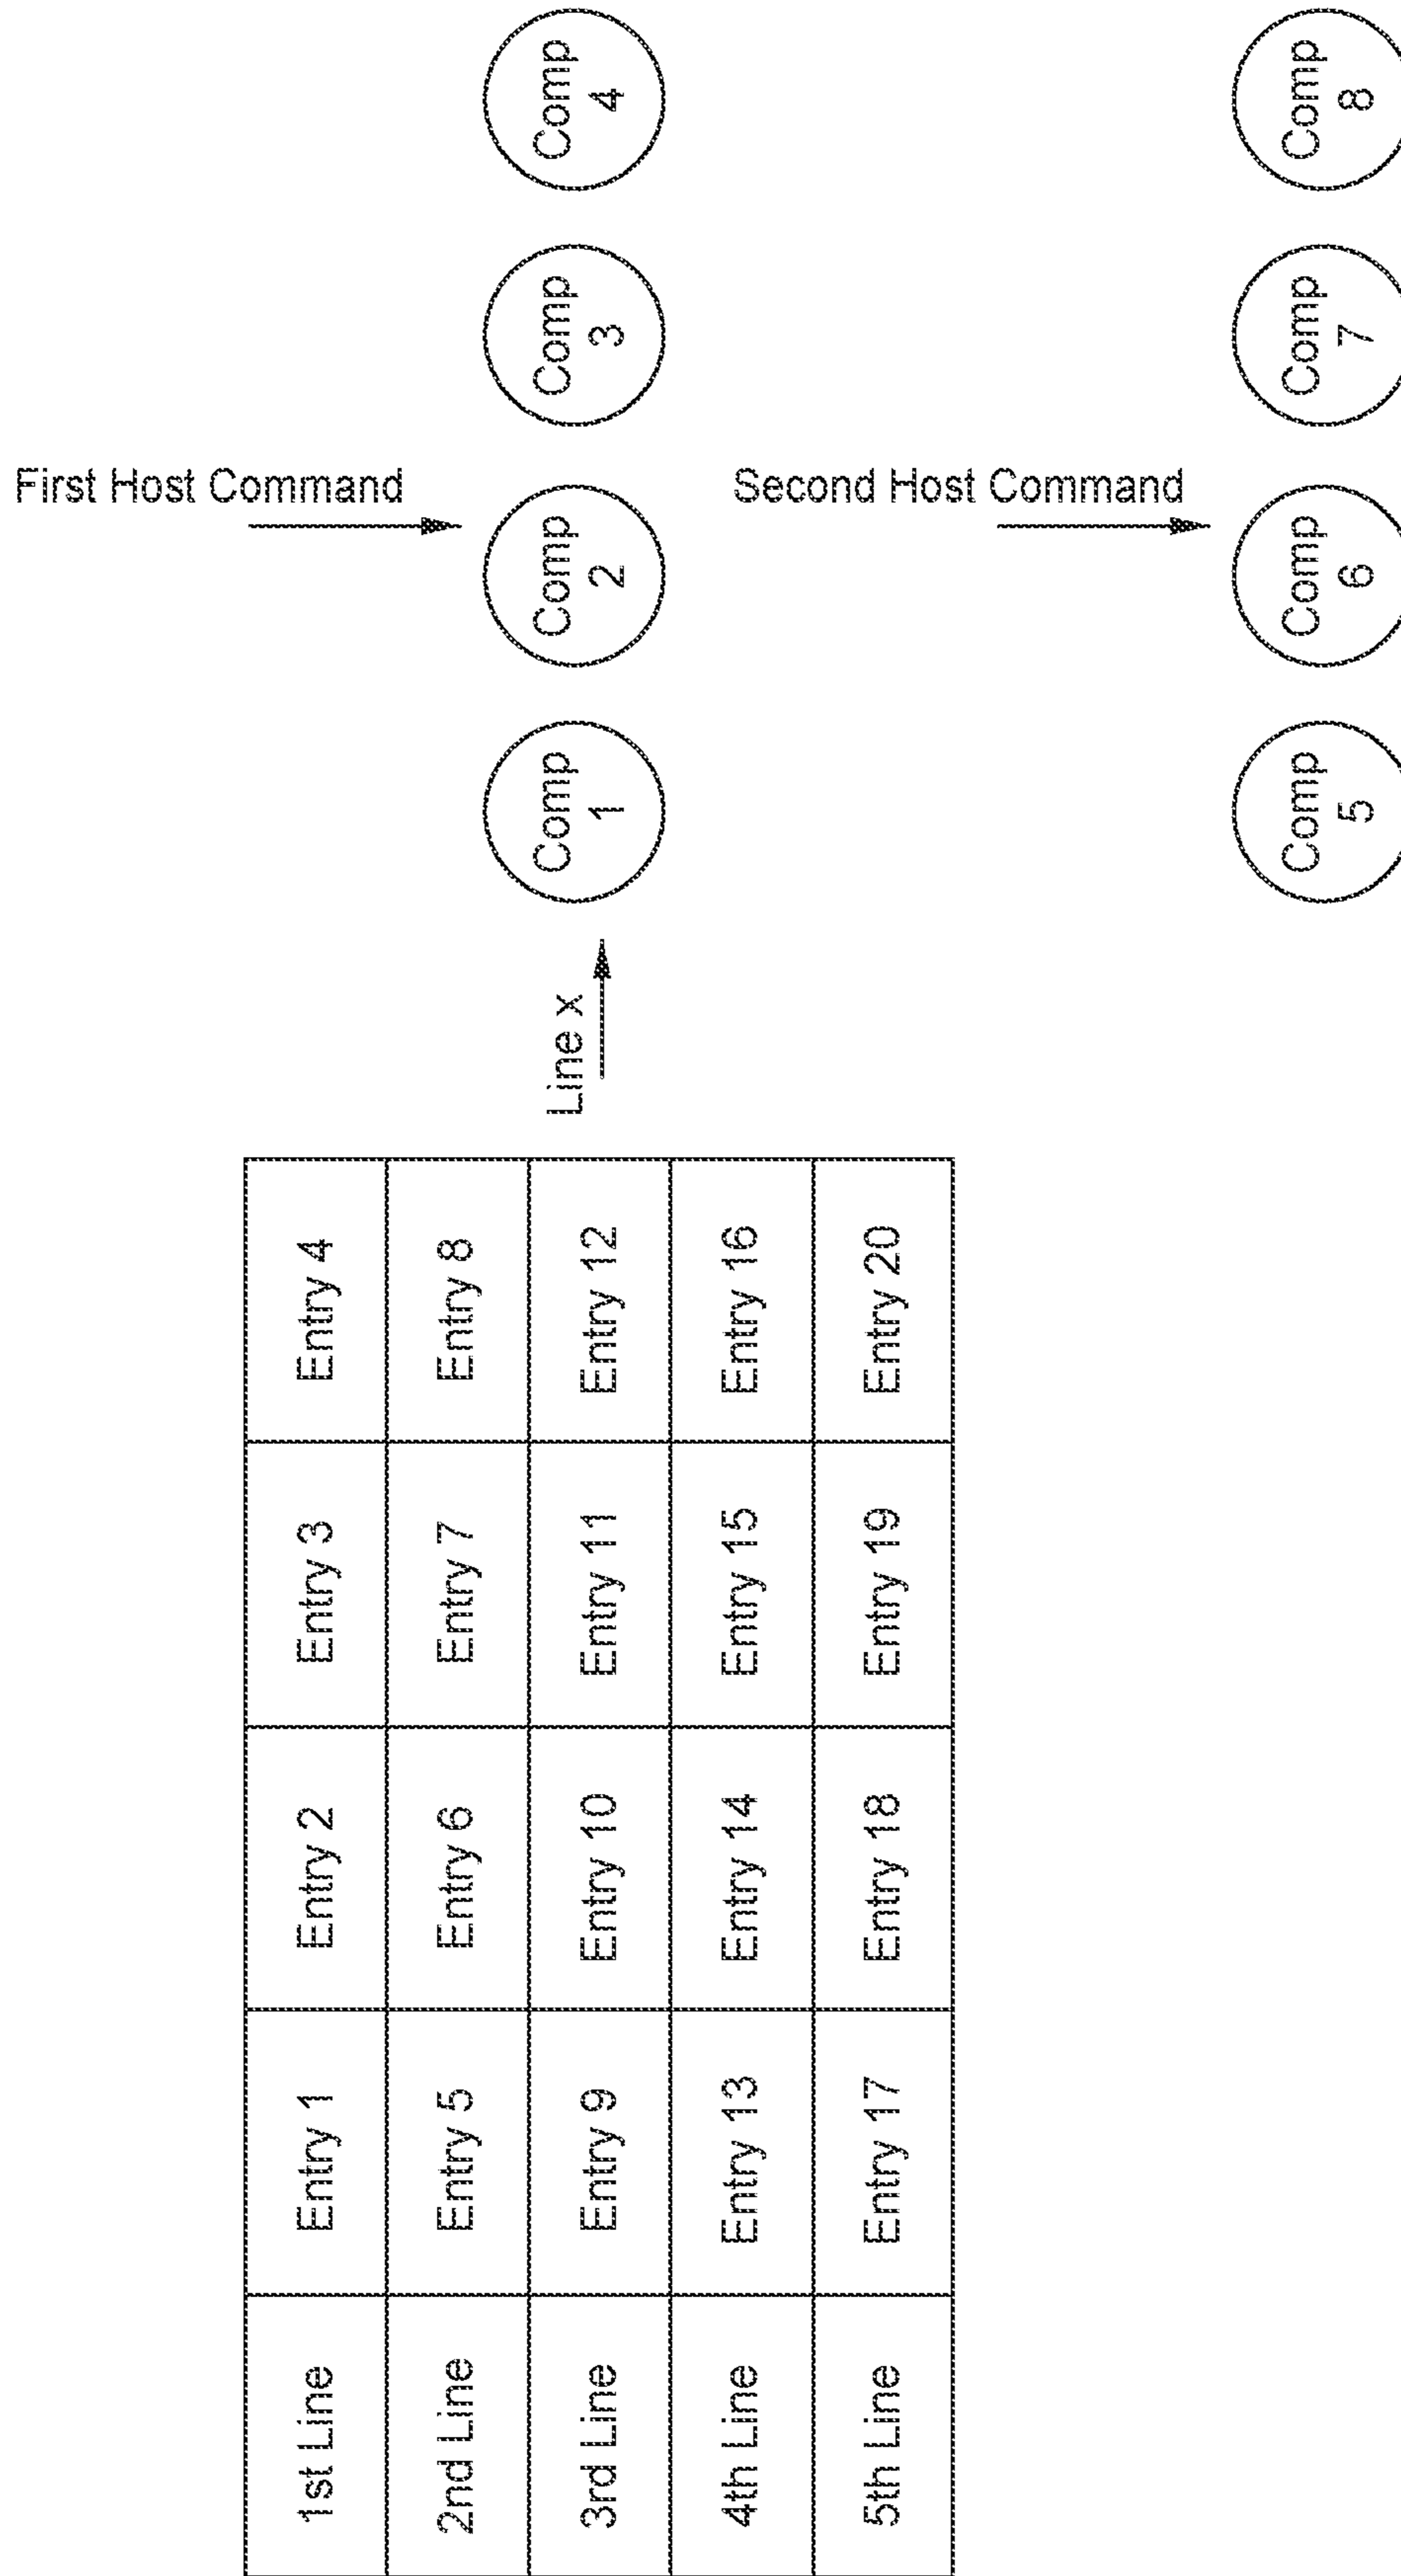 First Host Command
Second Host Command
Comp 1
Comp 2
Comp 3
Comp 4
Comp 5
Comp 6
Comp 7
Comp 8
Line x
1st Line Entry 1 Entry 2 Entry 3 Entry 4
2nd Line Entry 5 Entry 6 Entry 7 Entry 8
3rd Line Entry 9 Entry 10 Entry 11 Entry 12
4th Line Entry 13 Entry 14 Entry 15 Entry 16
5th Line Entry 17 Entry 18 Entry 19 Entry 20